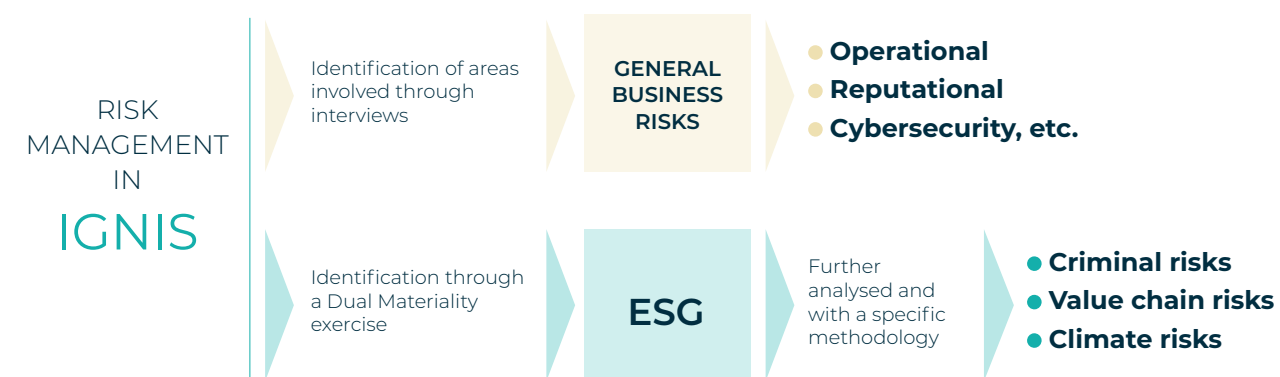 RISK
MANAGEMENT
IN
IGNIS
Identification of areas
involved through
interviews
GENERAL
BUSINESS
RISKS
Operational
Reputational
Cybersecurity, etc.
Identification through
a Dual Materiality
exercise
ESG
Further
analysed and
with a specific
methodology
Criminal risks
Value chain risks
Climate risks